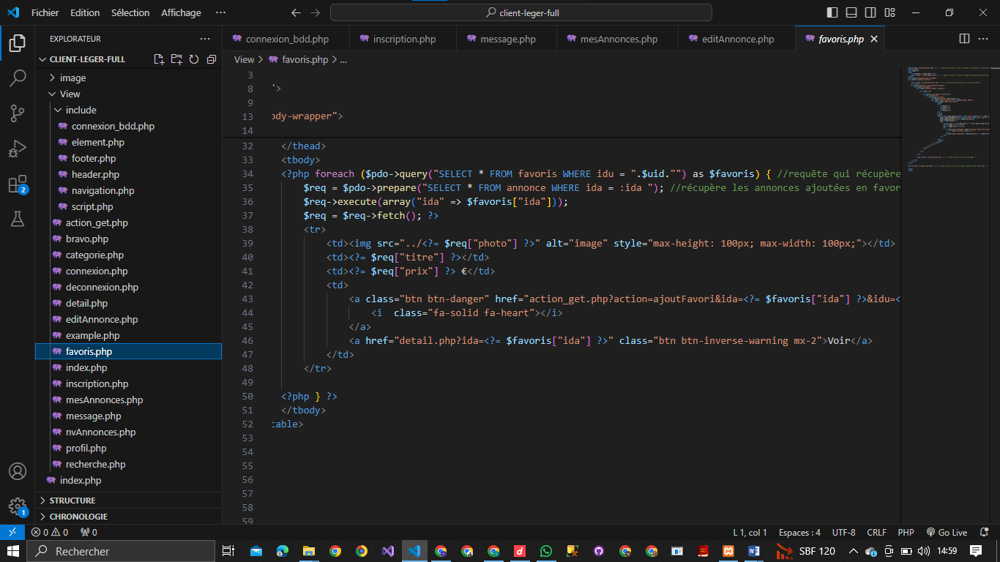 Fichier Edition Sélection Affichage ···
client-leger-full
EXPLORATEUR ···
CLIENT-LEGER-FULL
image
View
include
connexion_bdd.php
element.php
footer.php
header.php
navigation.php
script.php
action_get.php
bravo.php
categorie.php
connexion.php
deconnexion.php
detail.php
editAnnonce.php
example.php
favoris.php
index.php
inscription.php
mesAnnonces.php
message.php
nvAnnonces.php
profil.php
recherche.php
index.php
STRUCTURE
CHRONOLOGIE
connexion_bdd.php inscription.php message.php mesAnnonces.php editAnnonce.php favoris.php
View > favoris.php > ...
3
8 ">
9
13 ody-wrapper">
14
32 </thead>
33 <tbody>
34 <?php foreach ($pdo->query("SELECT * FROM favoris WHERE idu = ".$uid."") as $favoris) { //requête qui récupère
35 $req = $pdo->prepare("SELECT * FROM annonce WHERE ida = :ida "); //récupère les annonces ajoutées en favor
36 $req->execute(array("ida" => $favoris["ida"]));
37 $req = $req->fetch(); ?>
38 <tr>
39 <td><img src="../<?= $req["photo"] ?>" alt="image" style="max-height: 100px; max-width: 100px;"></td>
40 <td><?= $req["titre"] ?></td>
41 <td><?= $req["prix"] ?> €</td>
42 <td>
43 <a class="btn btn-danger" href="action_get.php?action=ajoutFavori&ida=<?= $favoris["ida"] ?>&idu=<
44 <i  class="fa-solid fa-heart"></i>
45 </a>
46 <a href="detail.php?ida=<?= $favoris["ida"] ?>" class="btn btn-inverse-warning mx-2">Voir</a>
47 </td>
48 </tr>
49
50 <?php } ?>
51 </tbody>
52 table>
53
54
55
56
57
58
59
0 0 0 L 1, col 1 Espaces : 4 UTF-8 CRLF PHP Go Live
Rechercher SBF 120 14:59